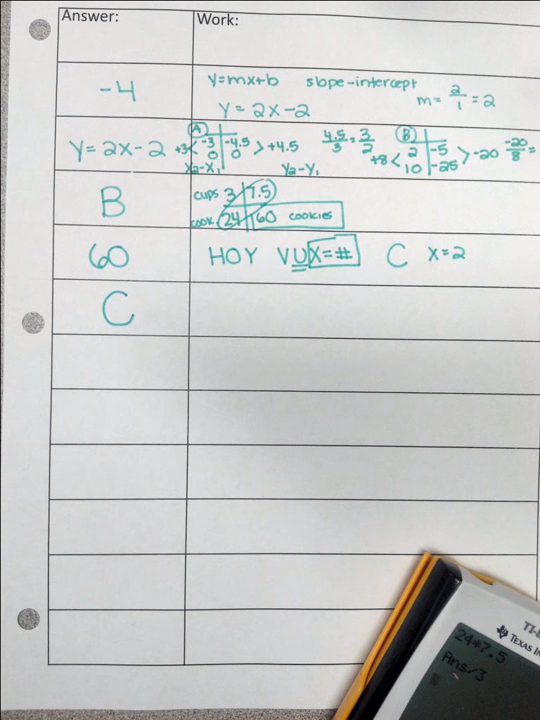 Answer: Work:
-4
y=mx+b slope-intercept m= 2/1 = 2
Y= 2x-2
Y= 2x-2
A +3< -3 | -4.5 > +4.5 4.5/3 = 3/2 B +8< 2 | -5 > -20 -20/8 =
0 | 0 10 | -25
X2-X1 Y2-Y1
B
cups 3 | 7.5
cook. 24 | 60 cookies
60
HOY VUX=# C X=2
C
TEXAS IN
24*7.5
Ans/3